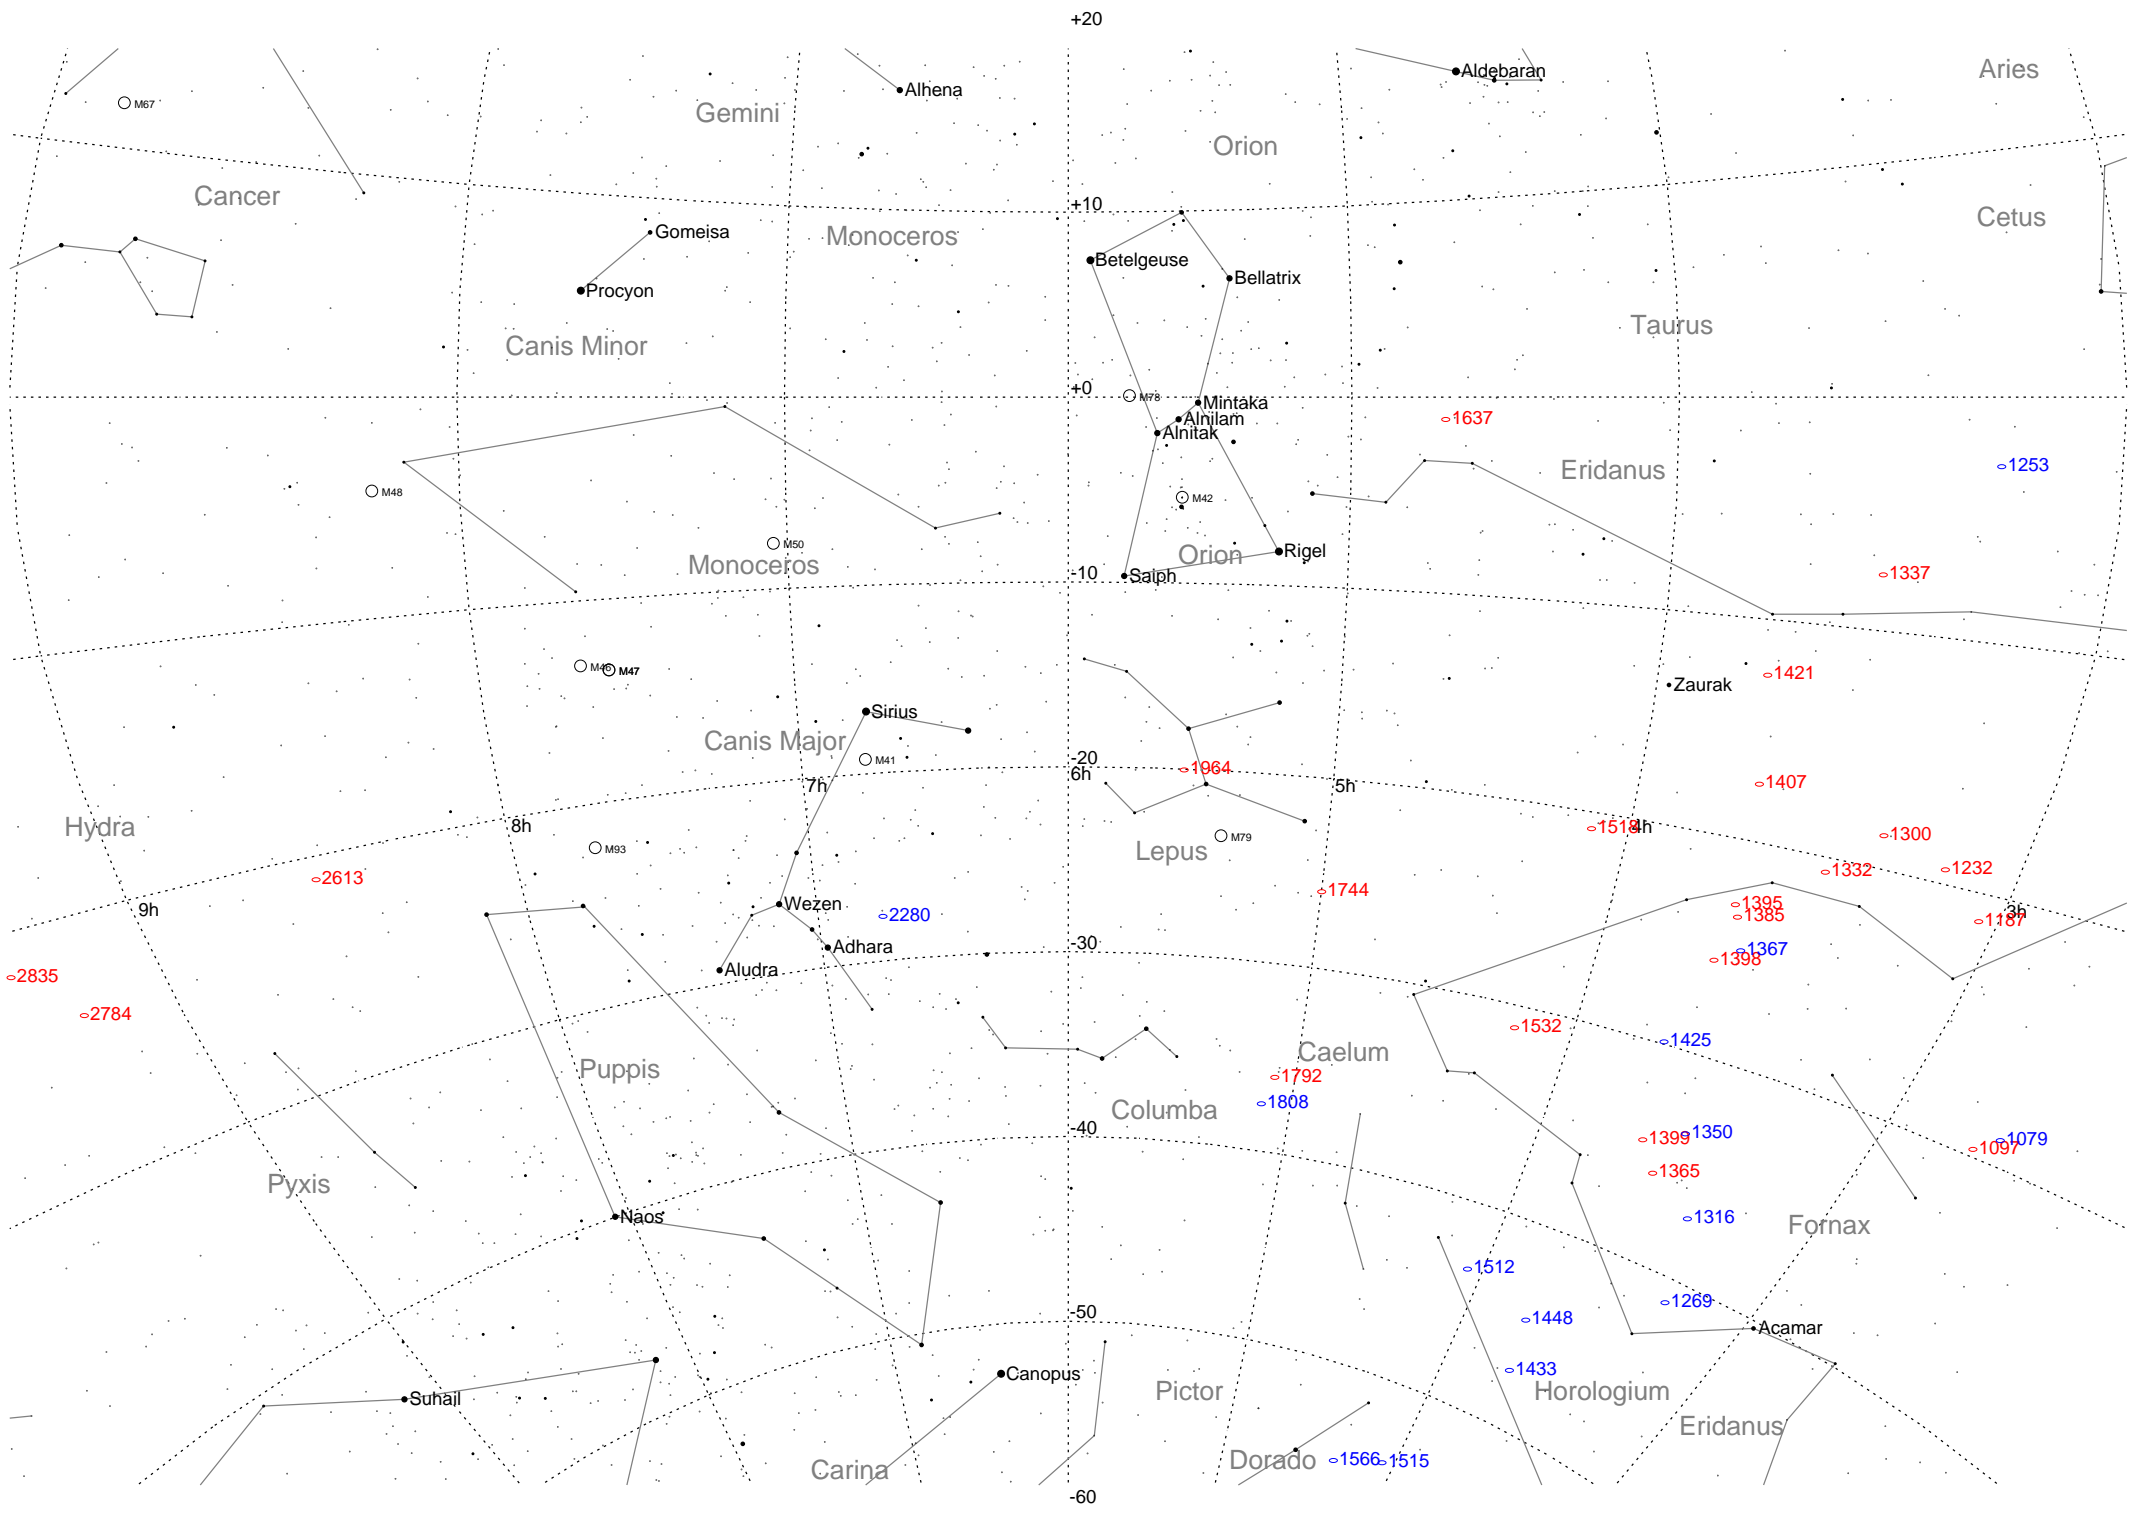 +20
Aldebaran
Aries
Alhena
M67
Gemini
Orion
Cancer
+10
Cetus
Gomeisa
Monoceros
Betelgeuse
Bellatrix
Procyon
Taurus
Canis Minor
+0
M78
Mintaka
Alnilam
1637
Alnitak
Eridanus
1253
M48
M42
M50
Monoceros
Orion
Rigel
-10
Saiph
1337
M46
M47
1421
Zaurak
Sirius
Canis Major
M41
-20
1964
6h
7h
5h
1407
Hydra
8h
1518
4h
1300
M93
M79
Lepus
2613
1744
1332
1232
9h
Wezen
2280
1395
1385
3h
1187
-30
Adhara
1367
1398
Aludra
2835
2784
1532
1425
Caelum
Puppis
1792
1808
Columba
-40
1399
1350
1079
1097
1365
Pyxis
Naos
1316
Fornax
1512
1269
-50
1448
Acamar
1433
Canopus
Pictor
Horologium
Suhail
Eridanus
Carina
Dorado
1566
1515
-60